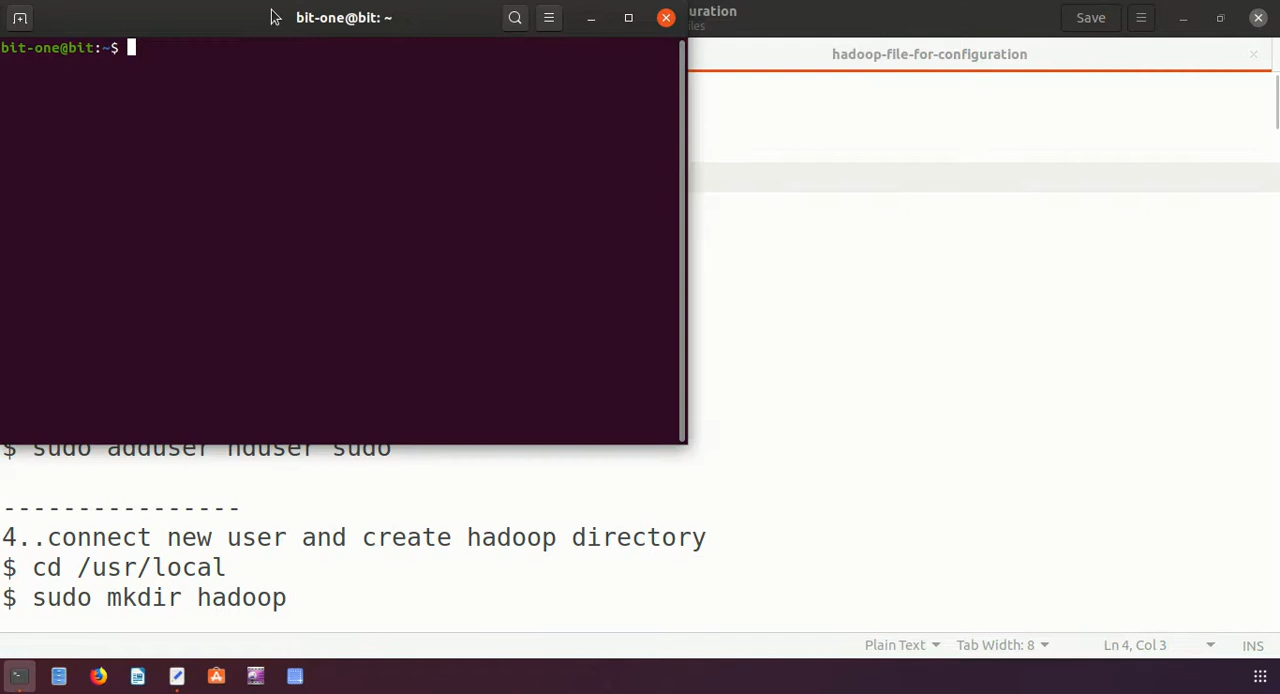 bit-one@bit: ~
uration
les
Save
bit-one@bit:~$
hadoop-file-for-configuration
$ sudo adduser hduser sudo
----------------
4..connect new user and create hadoop directory
$ cd /usr/local
$ sudo mkdir hadoop
Plain Text
Tab Width: 8
Ln 4, Col 3
INS